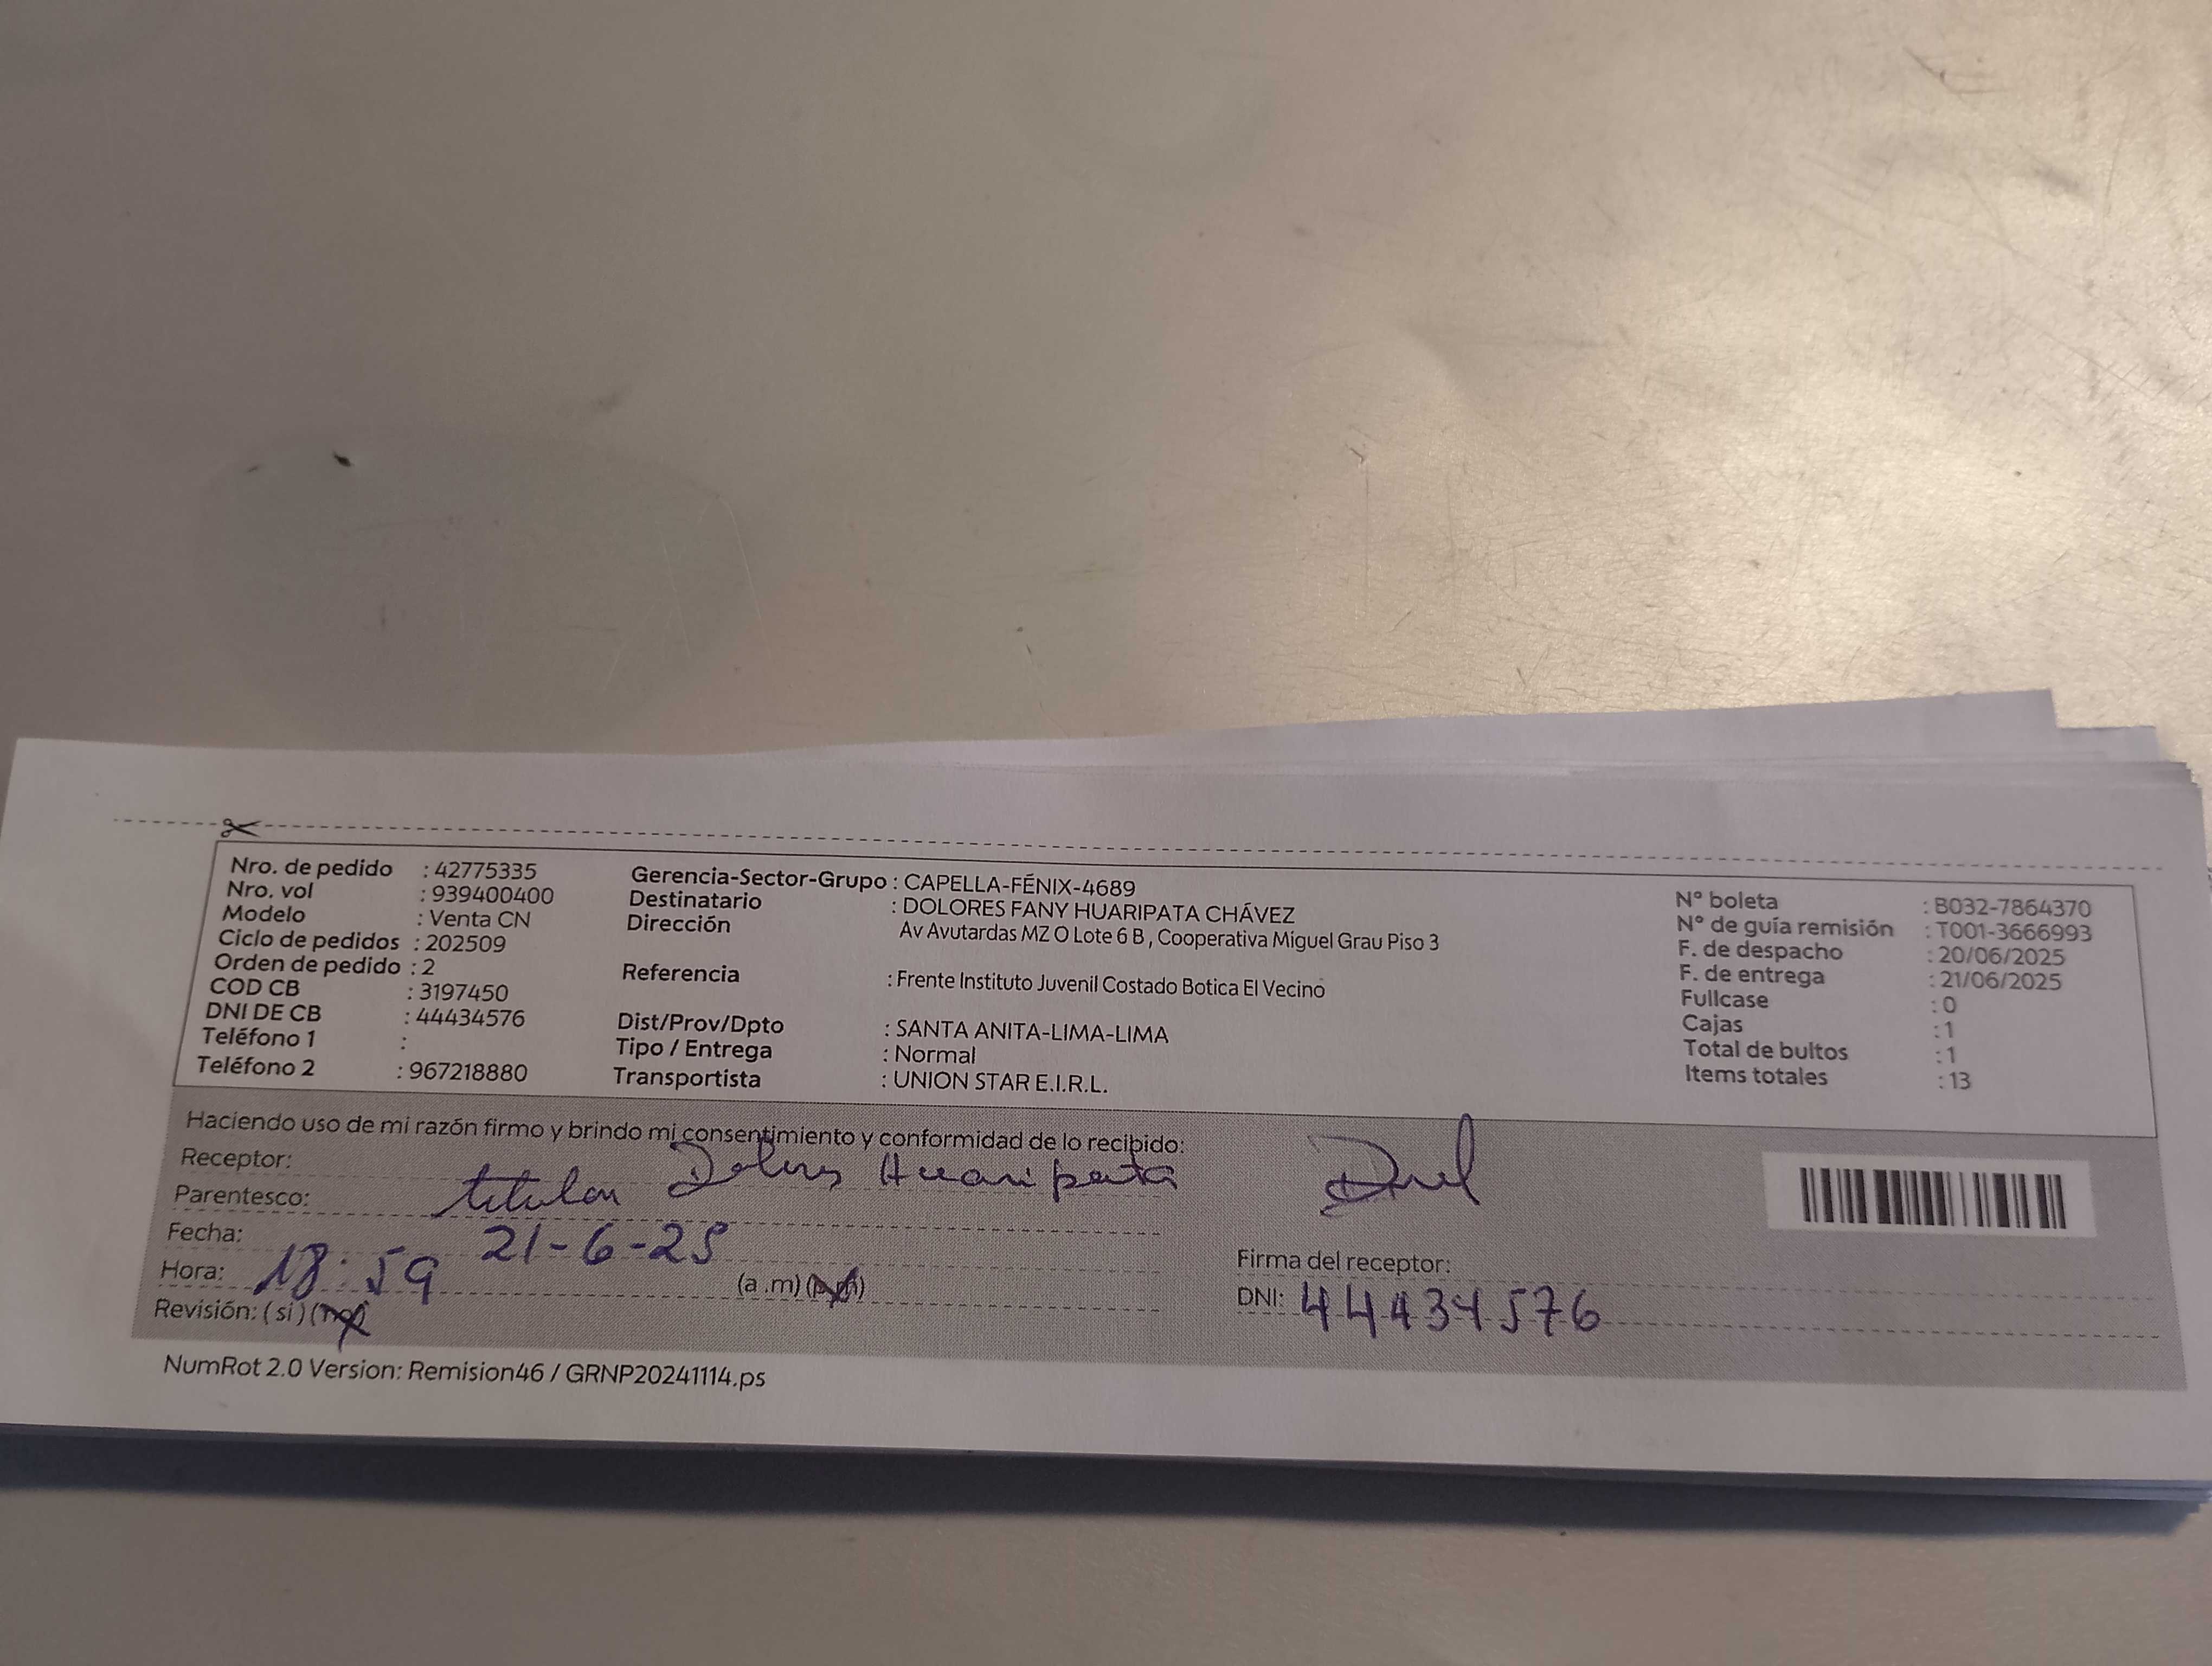 Nro. de pedido : 42775335
Nro. vol : 939400400
Modelo : Venta CN
Ciclo de pedidos : 202509
Orden de pedido : 2
COD CB : 3197450
DNI DE CB : 44434576
Teléfono 1 :
Teléfono 2 : 967218880
Gerencia-Sector-Grupo : CAPELLA-FÉNIX-4689
Destinatario : DOLORES FANY HUARIPATA CHÁVEZ
Dirección Av Avutardas MZ O Lote 6 B , Cooperativa Miguel Grau Piso 3
Referencia : Frente Instituto Juvenil Costado Botica El Vecino
Dist/Prov/Dpto : SANTA ANITA-LIMA-LIMA
Tipo / Entrega : Normal
Transportista : UNION STAR E.I.R.L.
N° boleta : B032-7864370
N° de guía remisión : T001-3666993
F. de despacho : 20/06/2025
F. de entrega : 21/06/2025
Fullcase : 0
Cajas : 1
Total de bultos : 1
Items totales : 13
Haciendo uso de mi razón firmo y brindo mi consentimiento y conformidad de lo recibido:
Receptor: Dolores Huaripata
Parentesco: titular
Fecha: 21-6-25
Hora: 18:59 (a .m) (p.m)
Revisión: ( si ) (no)
Firma del receptor:
DNI: 44434576
NumRot 2.0 Version: Remision46 / GRNP20241114.ps